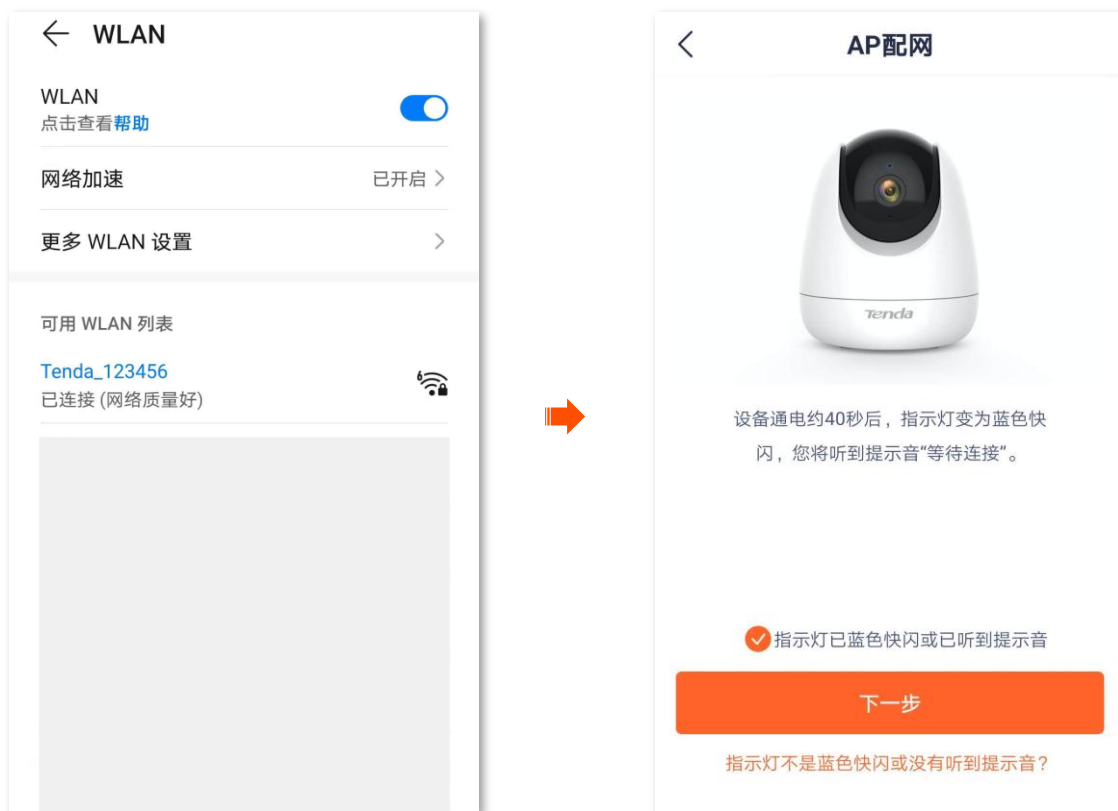 WLAN
WLAN
点击查看帮助
网络加速
已开启
更多 WLAN 设置
可用 WLAN 列表
Tenda_123456
已连接 (网络质量好)
6
AP配网
Tenda
设备通电约40秒后，指示灯变为蓝色快
闪，您将听到提示音“等待连接”。
指示灯已蓝色快闪或已听到提示音
下一步
指示灯不是蓝色快闪或没有听到提示音？